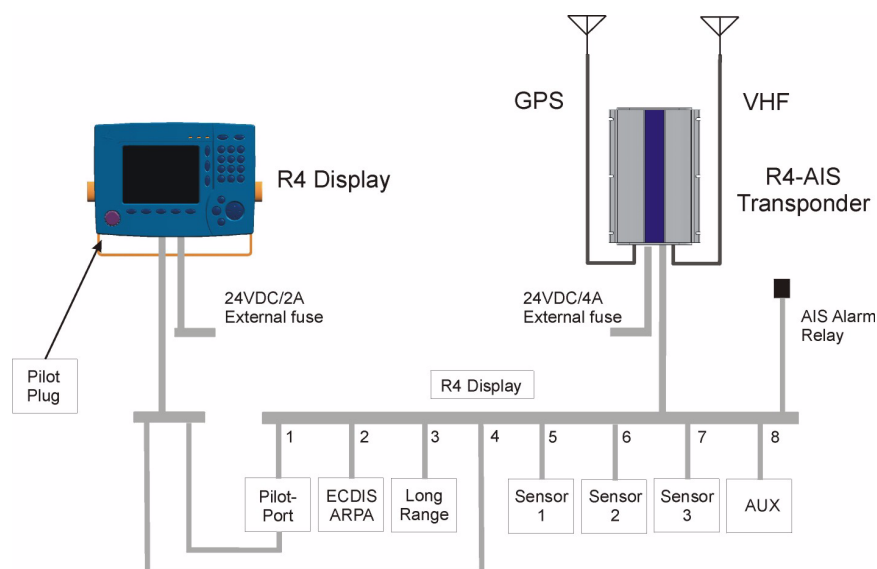 GPS
VHF
R4 Display
R4-AIS
Transponder
24VDC/2A
External fuse
24VDC/4A
External fuse
AIS Alarm
Relay
Pilot
Plug
R4 Display
1
2
3
4
5
6
7
8
Pilot-
Port
ECDIS
ARPA
Long
Range
Sensor
1
Sensor
2
Sensor
3
AUX